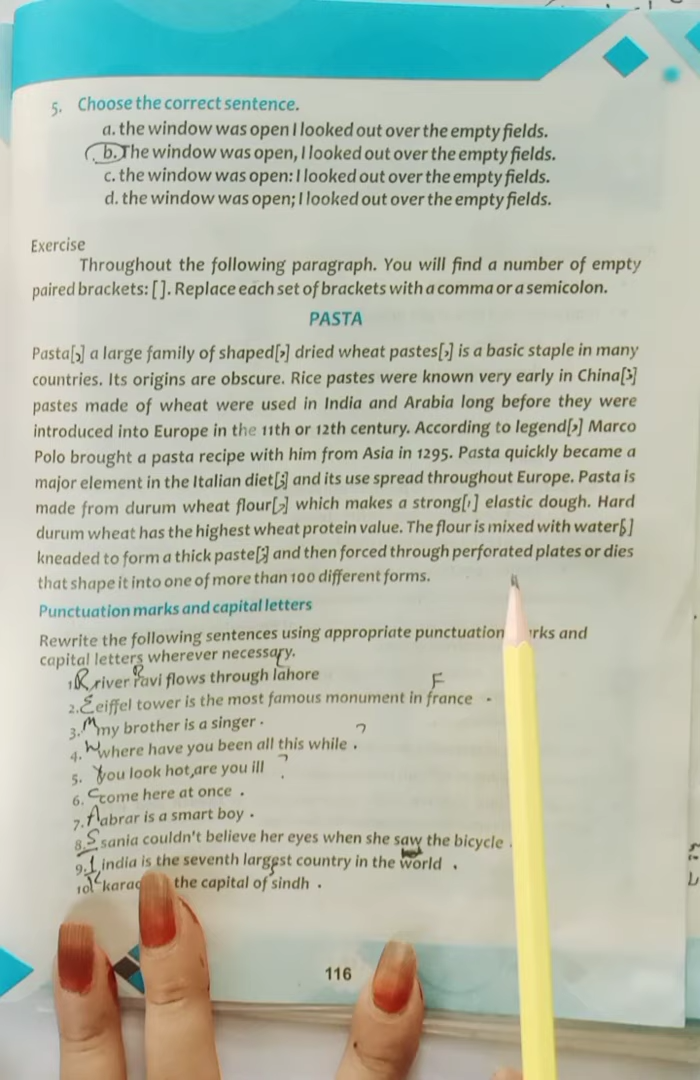 5. Choose the correct sentence.
a. the window was open I looked out over the empty fields.
b. The window was open, I looked out over the empty fields.
c. the window was open: I looked out over the empty fields.
d. the window was open; I looked out over the empty fields.
Exercise
Throughout the following paragraph. You will find a number of empty
paired brackets: [ ]. Replace each set of brackets with a comma or a semicolon.
PASTA
Pasta[,] a large family of shaped[,] dried wheat pastes[,] is a basic staple in many
countries. Its origins are obscure. Rice pastes were known very early in China[;]
pastes made of wheat were used in India and Arabia long before they were
introduced into Europe in the 11th or 12th century. According to legend[,] Marco
Polo brought a pasta recipe with him from Asia in 1295. Pasta quickly became a
major element in the Italian diet[;] and its use spread throughout Europe. Pasta is
made from durum wheat flour[,] which makes a strong[,] elastic dough. Hard
durum wheat has the highest wheat protein value. The flour is mixed with water[,]
kneaded to form a thick paste[;] and then forced through perforated plates or dies
that shape it into one of more than 100 different forms.
Punctuation marks and capital letters
Rewrite the following sentences using appropriate punctuation and
capital letters wherever necessary.
1. R river R ravi flows through L lahore
2. E eiffel tower is the most famous monument in F france .
3. M my brother is a singer .
4. W where have you been all this while . ?
5. You look hot, are you ill ?
6. C come here at once .
7. A abrar is a smart boy .
8. S sania couldn't believe her eyes when she saw the bicycle .
9. I india is the seventh largest country in the world .
10. K the capital of sindh .
116